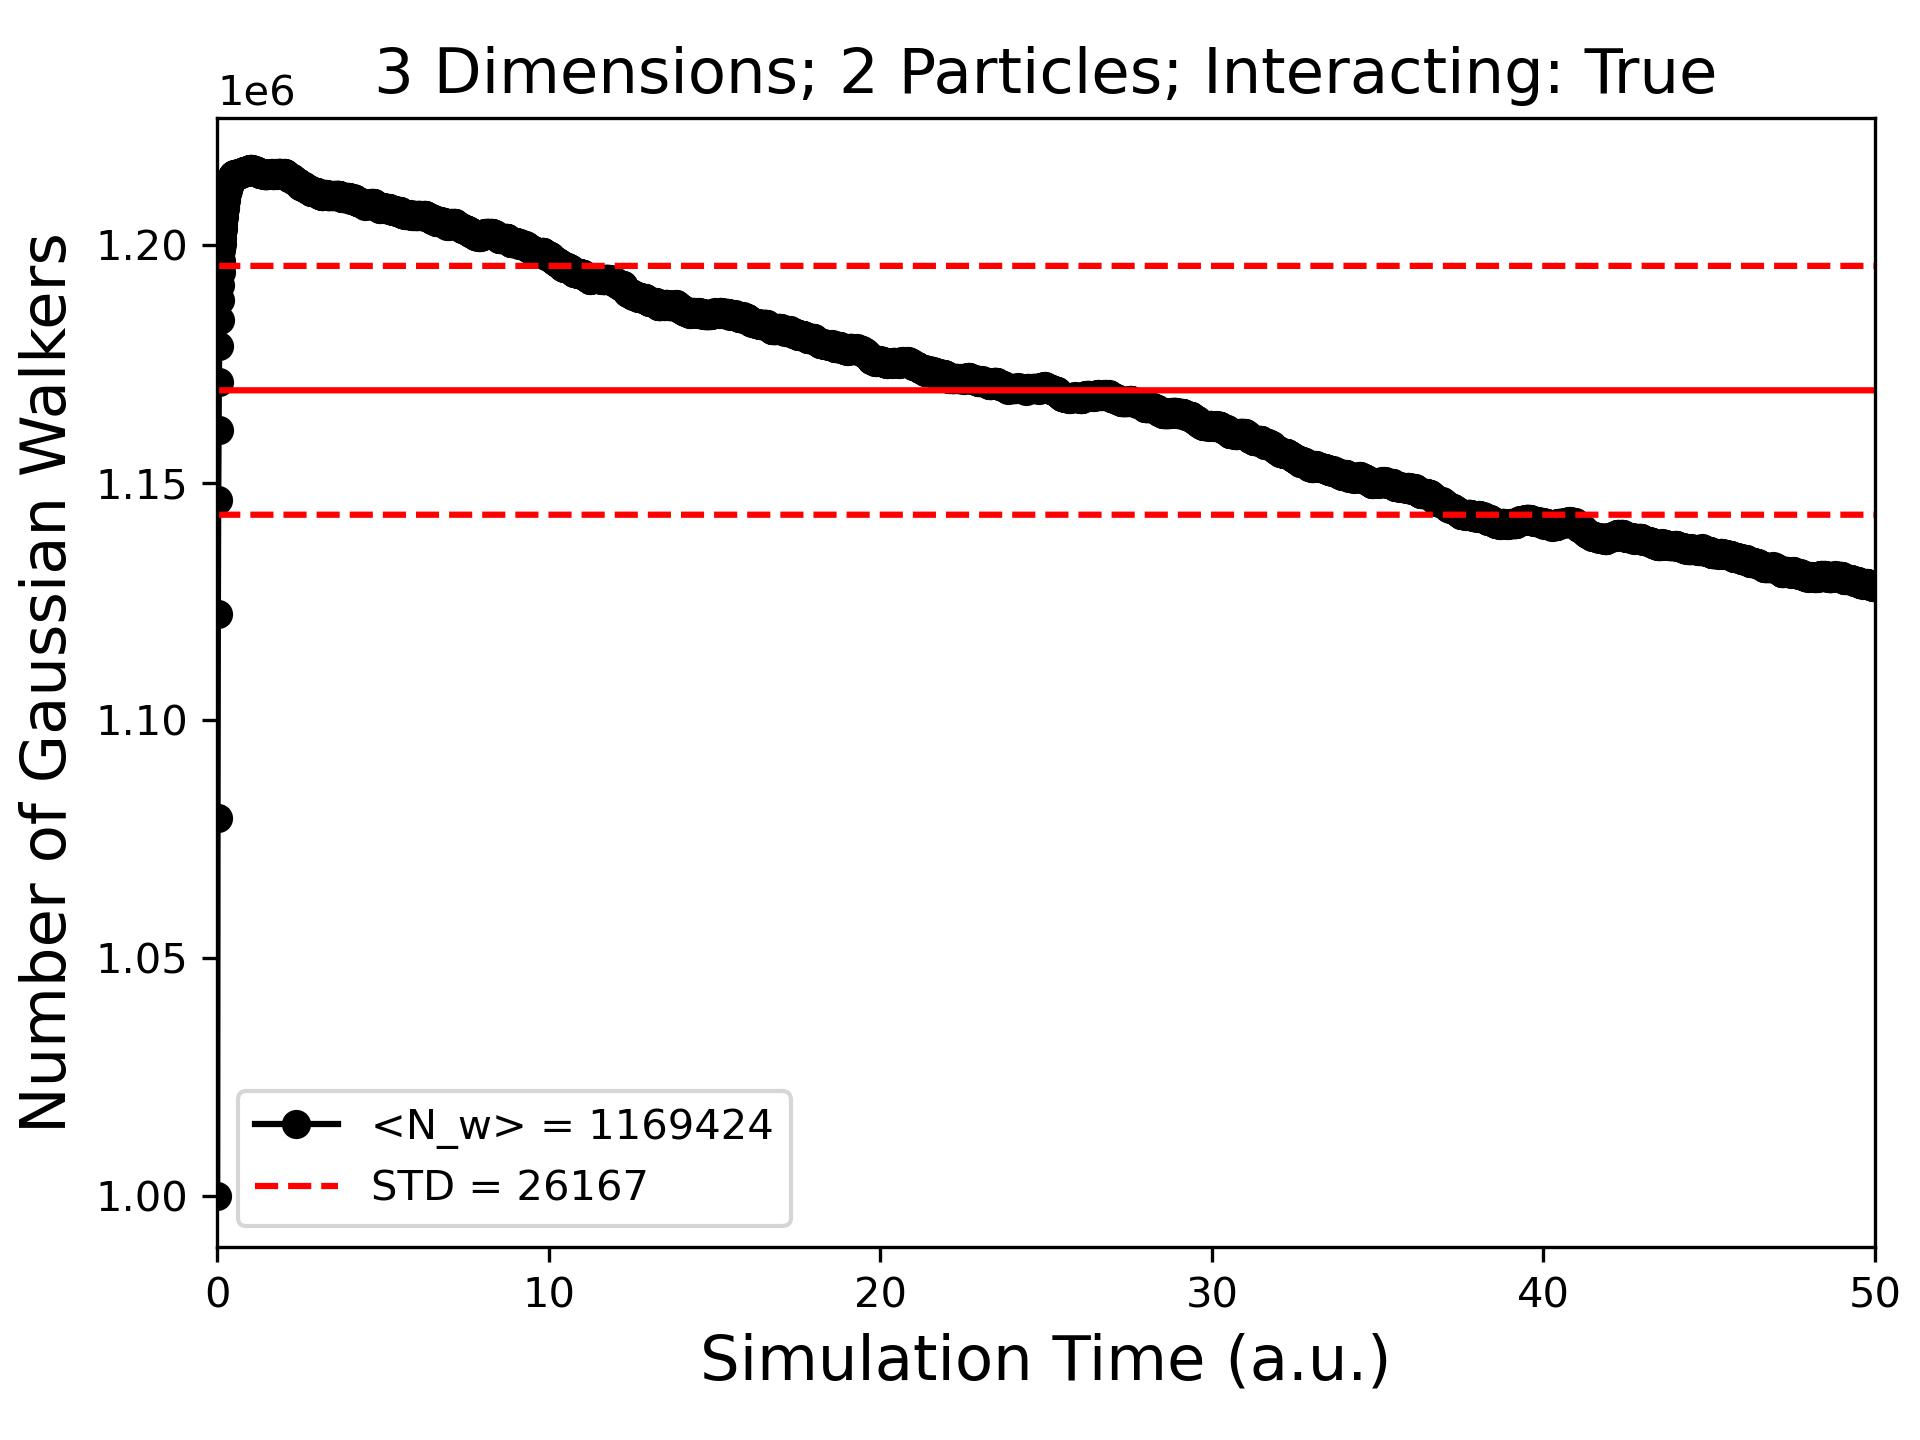 3 Dimensions; 2 Particles; Interacting: True
1e6
Number of Gaussian Walkers
1.20
1.15
1.10
1.05
1.00
<N_w> = 1169424
STD = 26167
0 10 20 30 40 50
Simulation Time (a.u.)